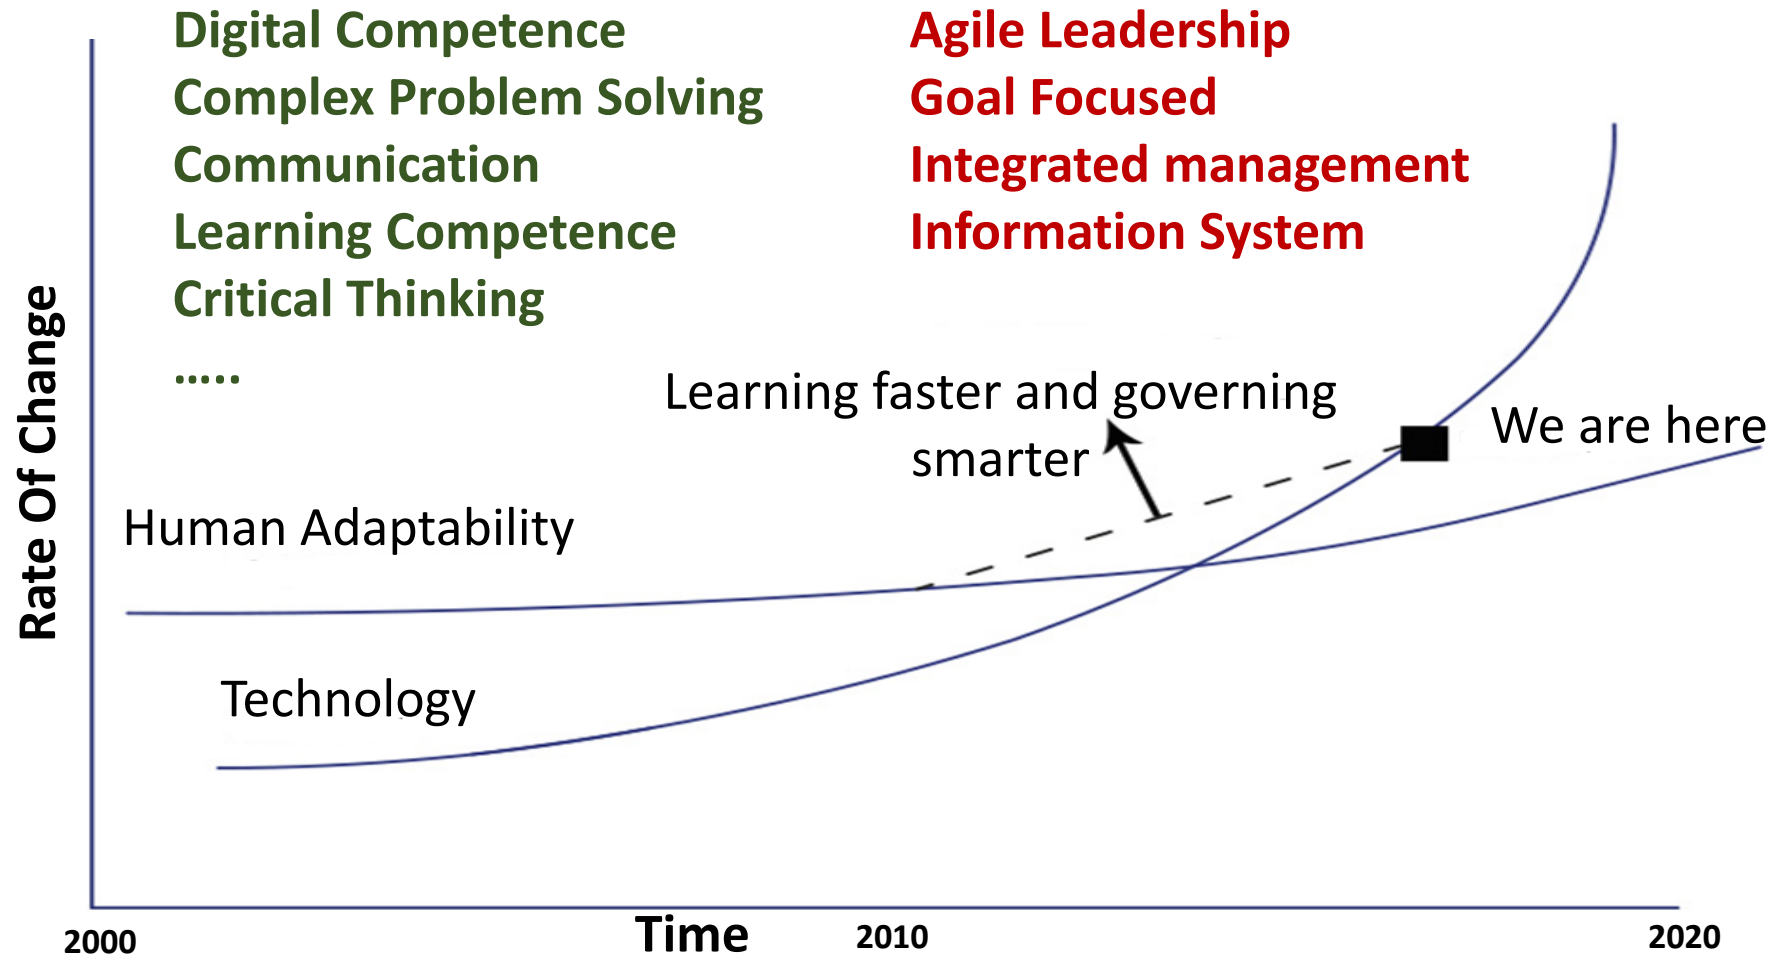 Digital Competence
Complex Problem Solving
Communication
Learning Competence
Critical Thinking
.....
Agile Leadership
Goal Focused
Integrated management
Information System
Learning faster and governing
smarter
We are here
Human Adaptability
Technology
Rate Of Change
2000
Time
2010
2020